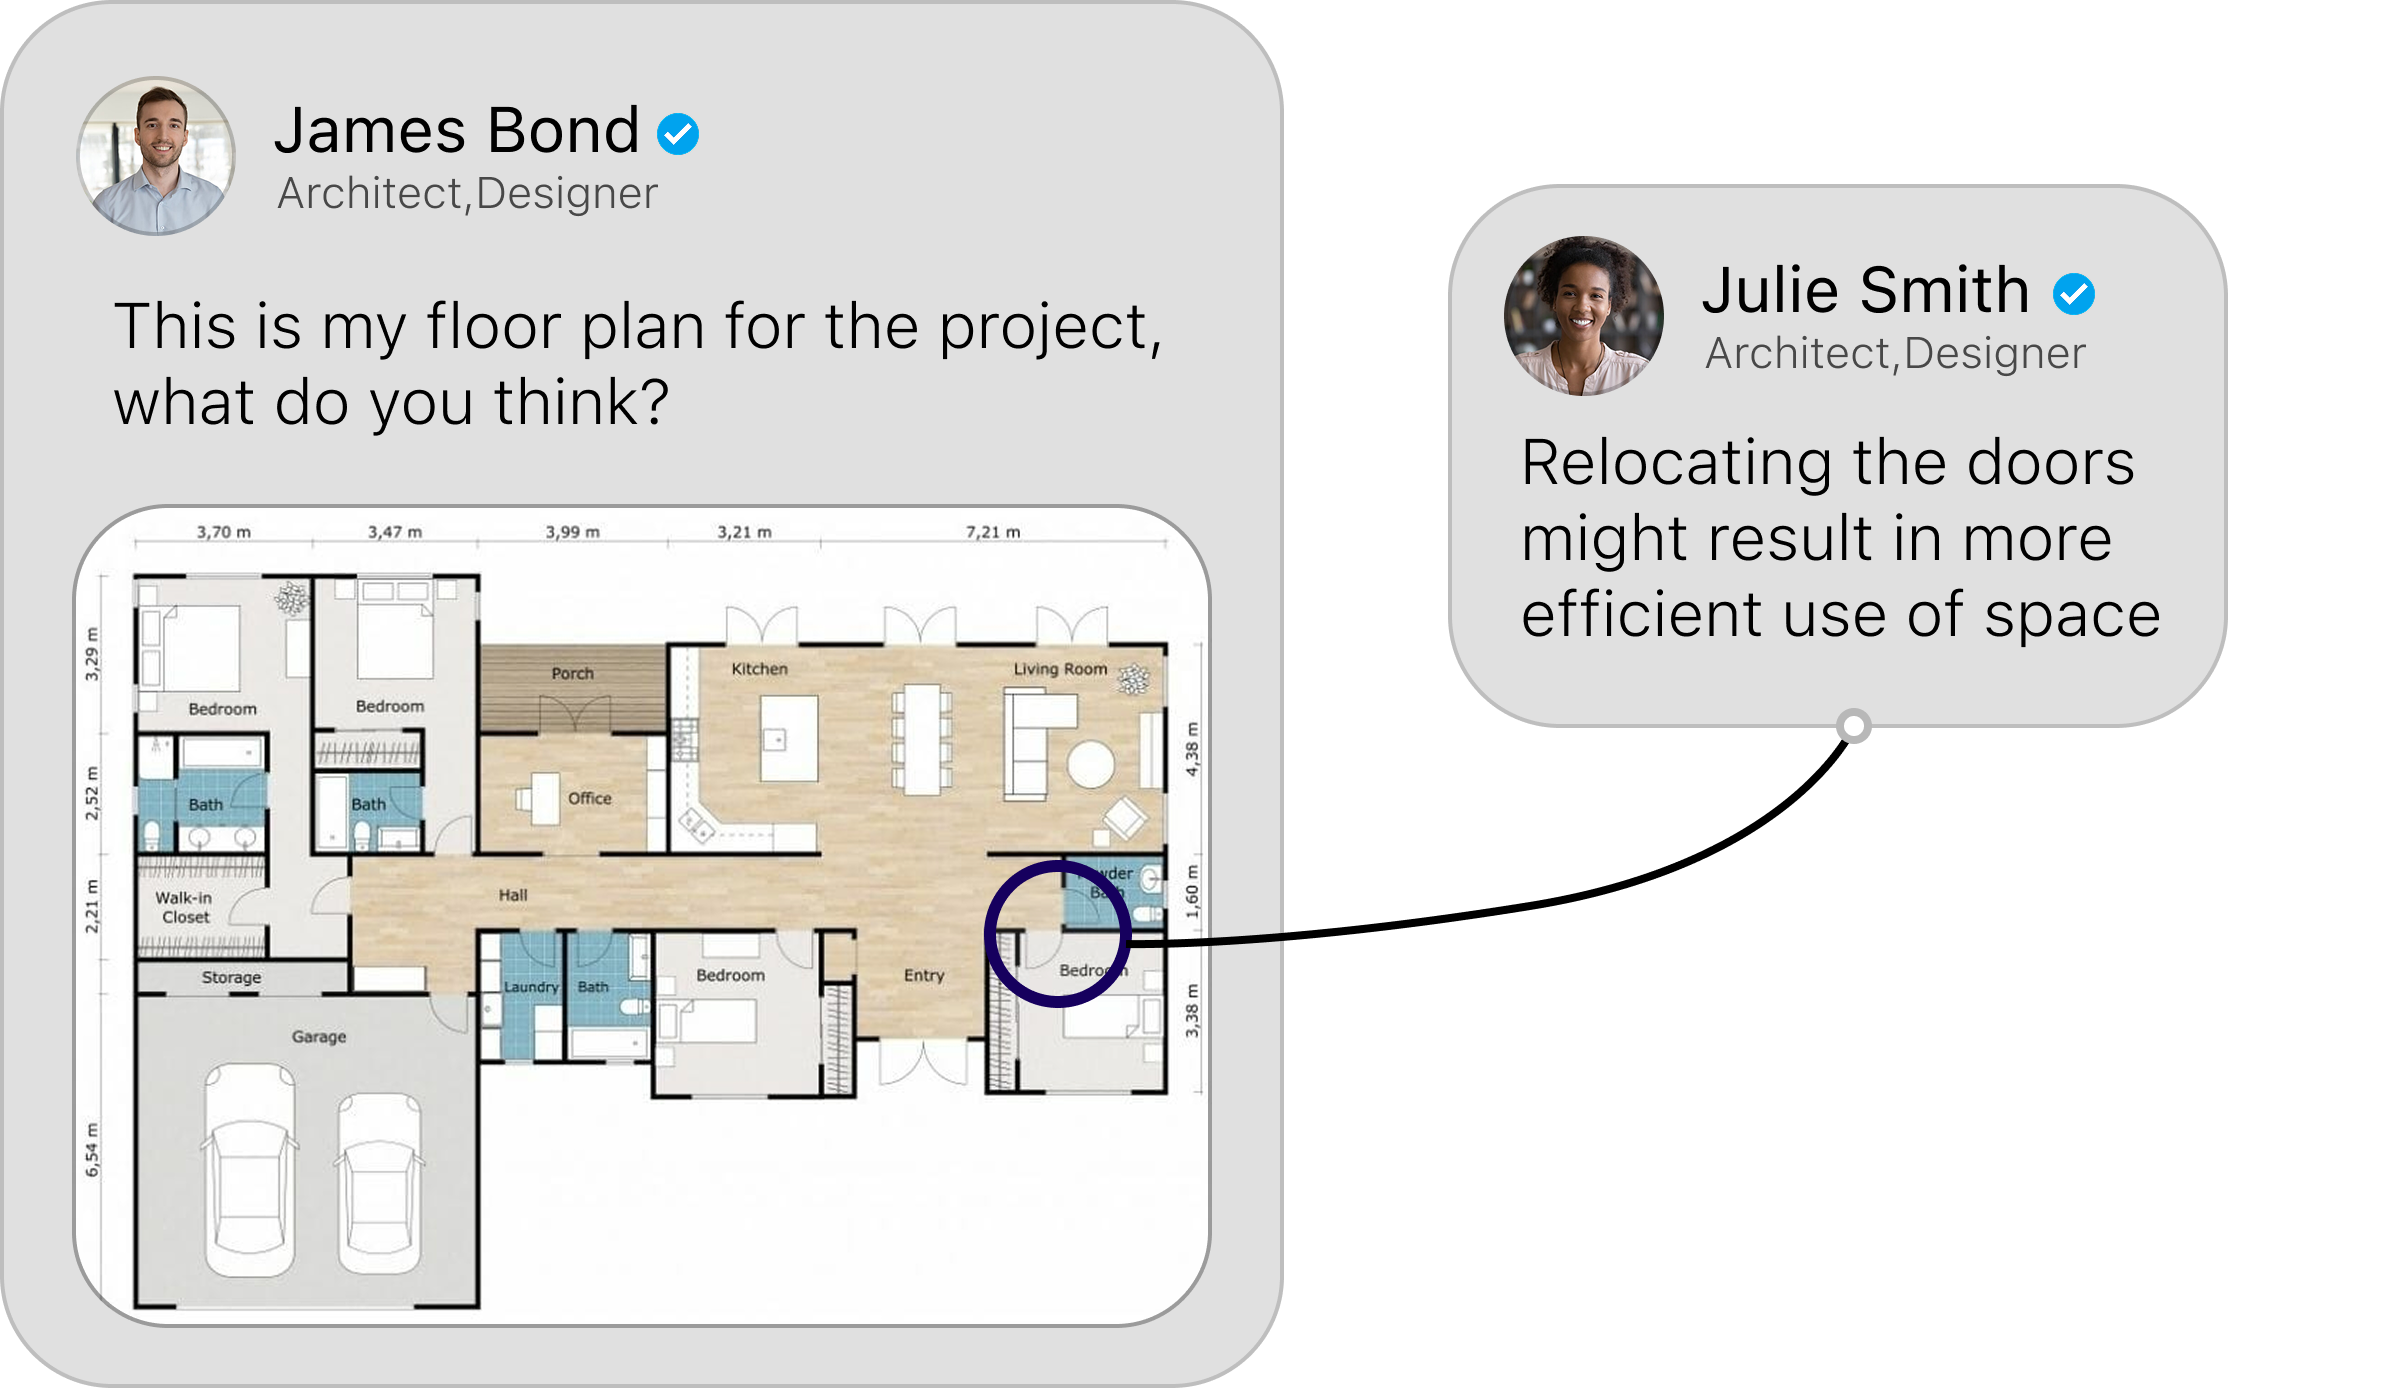 James Bond
Architect,Designer
This is my floor plan for the project,
what do you think?
3,70 m
3,47 m
3,99 m
3,21 m
7,21 m
3,29 m
2,52 m
2,21 m
6,54 m
4,38 m
1,60 m
3,38 m
Bedroom
Bedroom
Porch
Kitchen
Living Room
Bath
Bath
Office
Walk-in
Closet
Hall
Powder
Bath
Storage
Laundry
Bath
Bedroom
Entry
Bedroom
Garage
Julie Smith
Architect,Designer
Relocating the doors
might result in more
efficient use of space